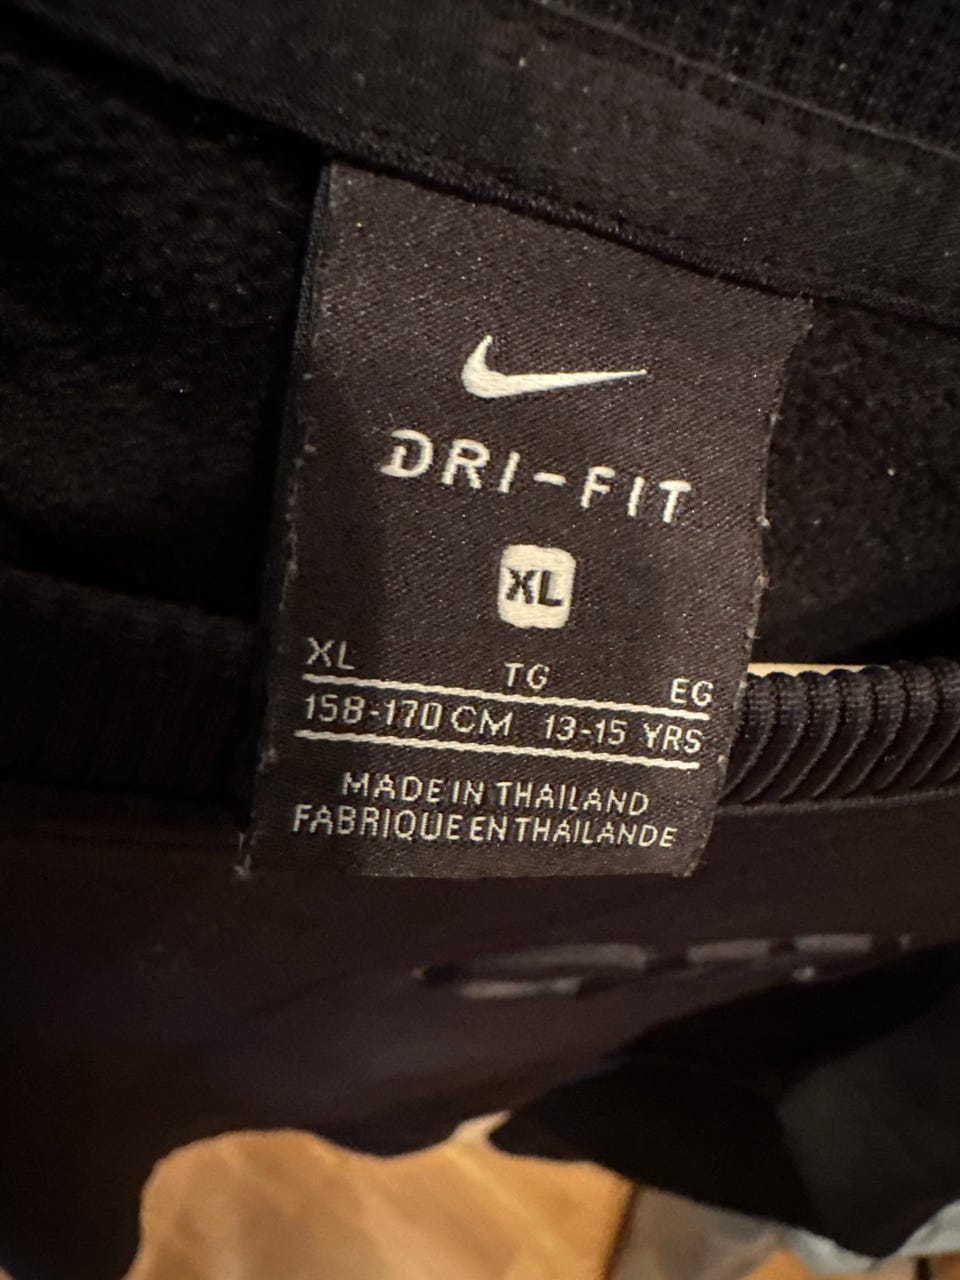 DRI-FIT
XL
XL TG EG
158-170 CM 13-15 YRS
MADE IN THAILAND
FABRIQUE EN THAILANDE